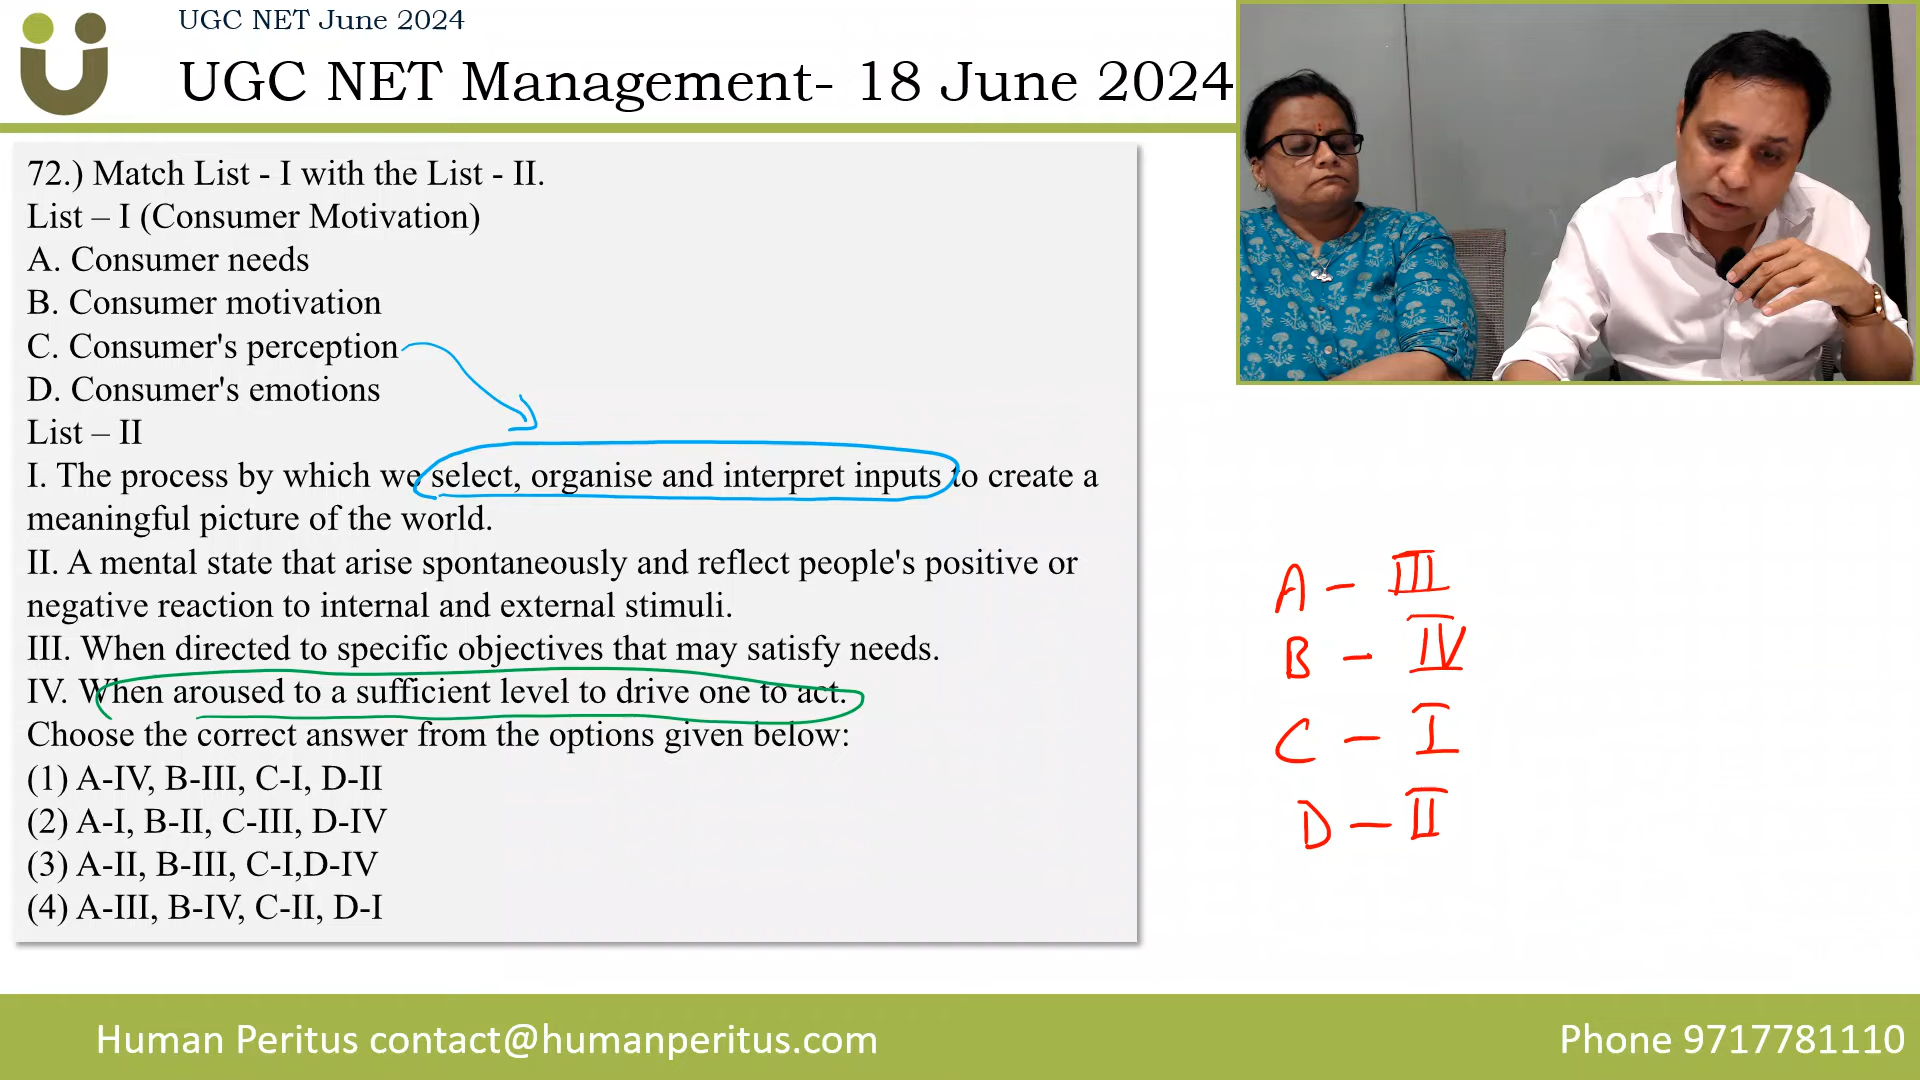 UGC NET June 2024
UGC NET Management- 18 June 2024
72.) Match List - I with the List - II.
List – I (Consumer Motivation)
A. Consumer needs
B. Consumer motivation
C. Consumer's perception
D. Consumer's emotions
List – II
I. The process by which we select, organise and interpret inputs to create a
meaningful picture of the world.
II. A mental state that arise spontaneously and reflect people's positive or
negative reaction to internal and external stimuli.
III. When directed to specific objectives that may satisfy needs.
IV. When aroused to a sufficient level to drive one to act.
Choose the correct answer from the options given below:
(1) A-IV, B-III, C-I, D-II
(2) A-I, B-II, C-III, D-IV
(3) A-II, B-III, C-I,D-IV
(4) A-III, B-IV, C-II, D-I
A – III
B – IV
C – I
D – II
Human Peritus contact@humanperitus.com
Phone 9717781110